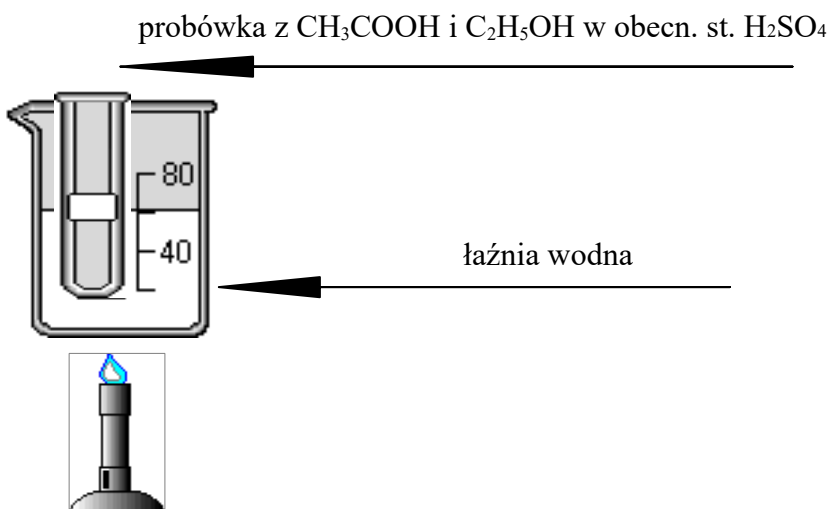 probówka z CH₃COOH i C₂H₅OH w obecn. st. H₂SO₄
80
40
łaźnia wodna